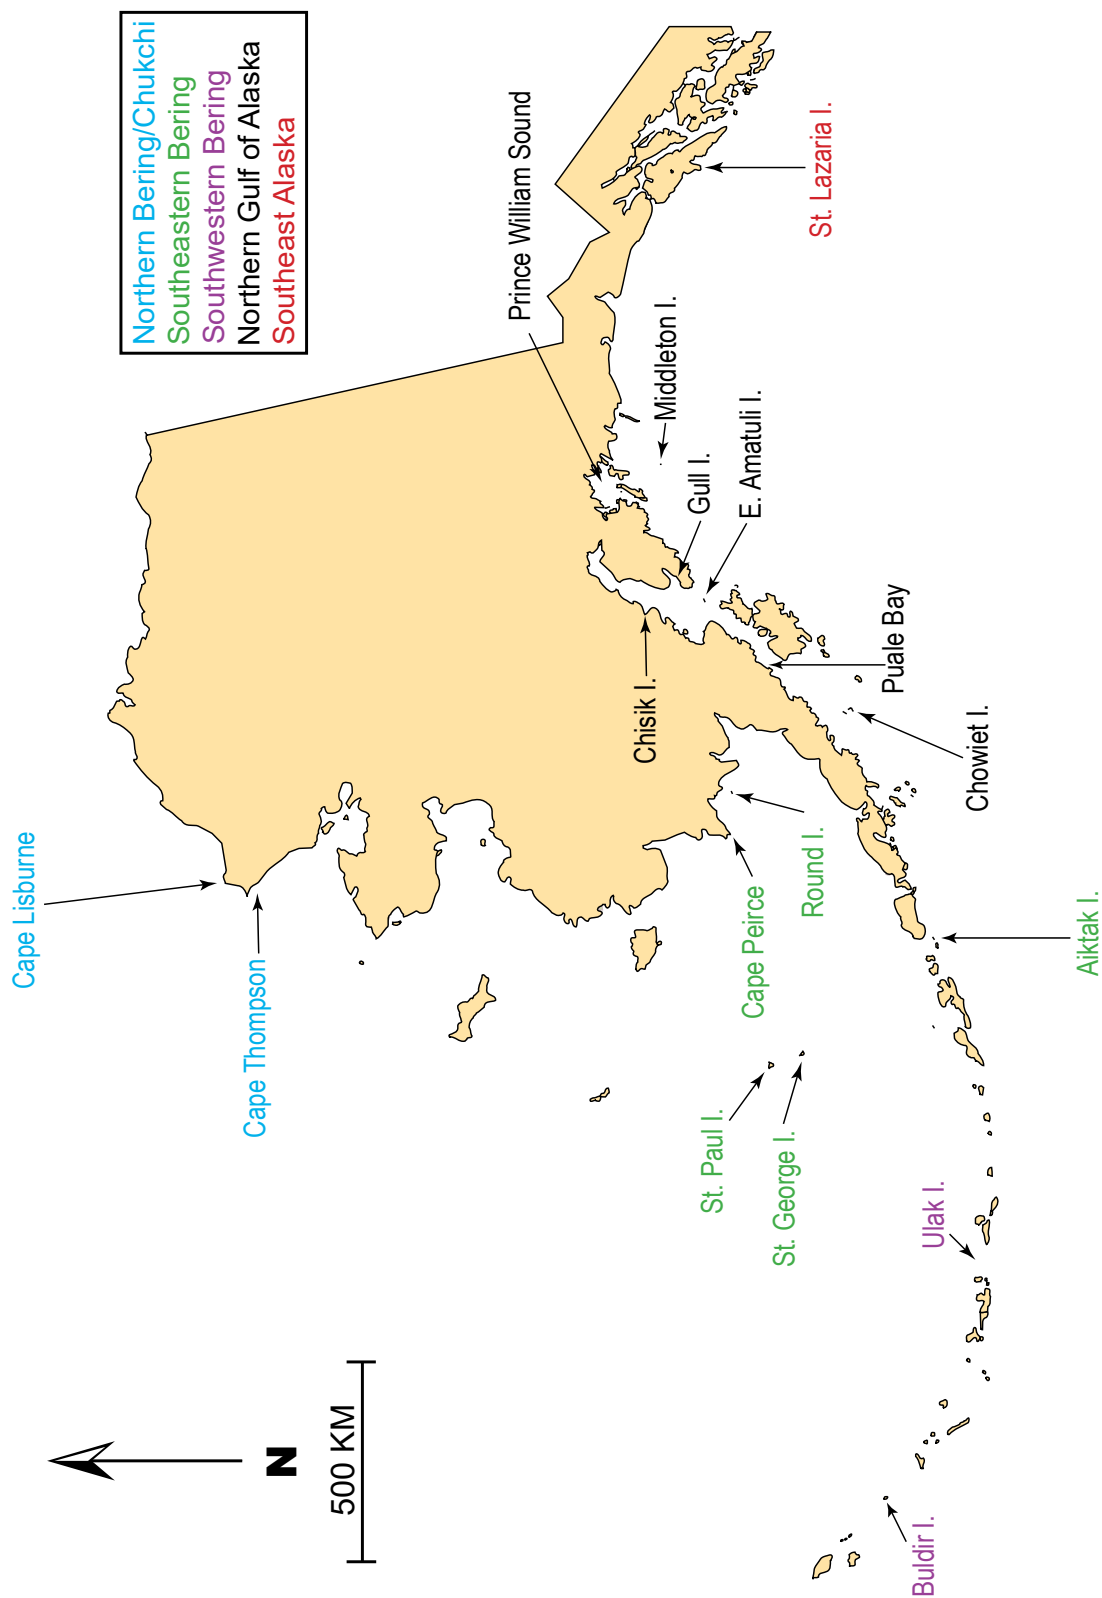 Northern Bering/Chukchi
Southeastern Bering
Southwestern Bering
Northern Gulf of Alaska
Southeast Alaska
Cape Lisburne
Cape Thompson
N
500 KM
Prince William Sound
Middleton I.
Gull I.
E. Amatuli I.
St. Lazaria I.
Chisik I.
Puale Bay
Chowiet I.
Round I.
Cape Peirce
Aiktak I.
St. Paul I.
St. George I.
Ulak I.
Buldir I.